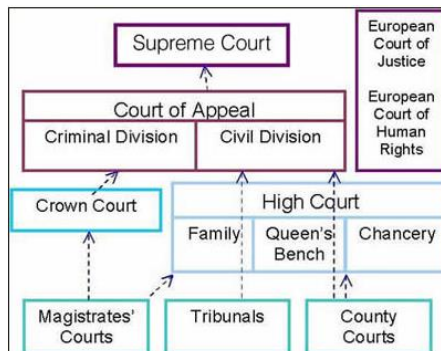 Supreme Court
European
Court of
Justice
European
Court of
Human
Rights
Court of Appeal
Criminal Division
Civil Division
Crown Court
High Court
Family
Queen's
Bench
Chancery
Magistrates'
Courts
Tribunals
County
Courts